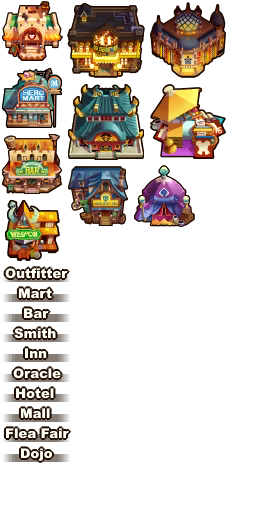 HERO
MART
BAR
WEAPON
Outfitter
Mart
Bar
Smith
Inn
Oracle
Hotel
Mall
Flea Fair
Dojo